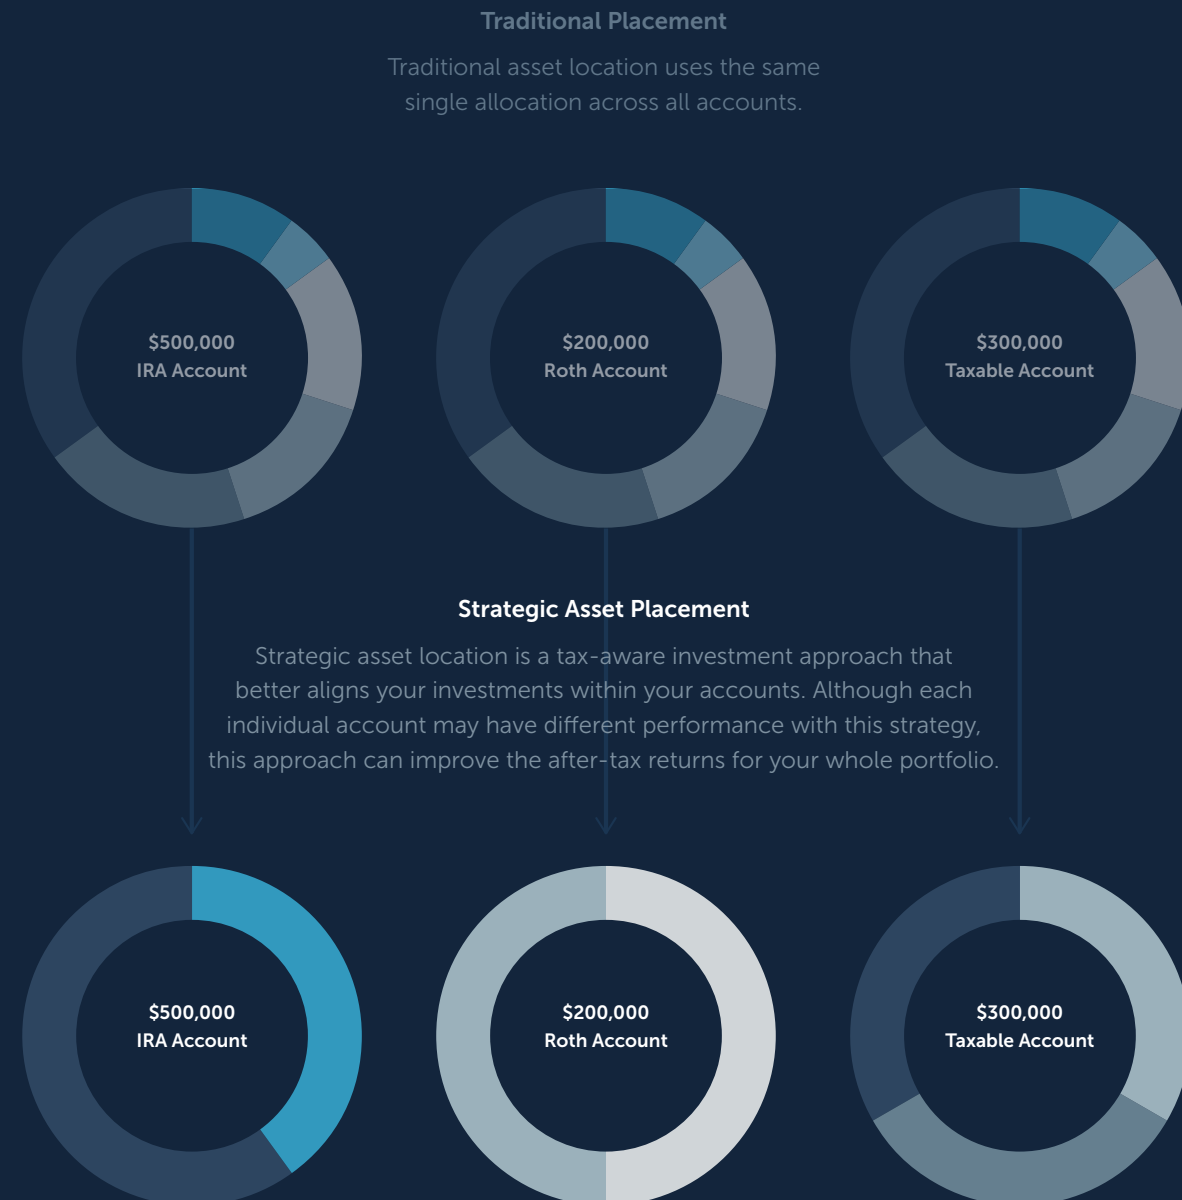 Traditional Placement
Traditional asset location uses the same
single allocation across all accounts.
$500,000
IRA Account
$200,000
Roth Account
$300,000
Taxable Account
Strategic Asset Placement
Strategic asset location is a tax-aware investment approach that
better aligns your investments within your accounts. Although each
individual account may have different performance with this strategy,
this approach can improve the after-tax returns for your whole portfolio.
$500,000
IRA Account
$200,000
Roth Account
$300,000
Taxable Account